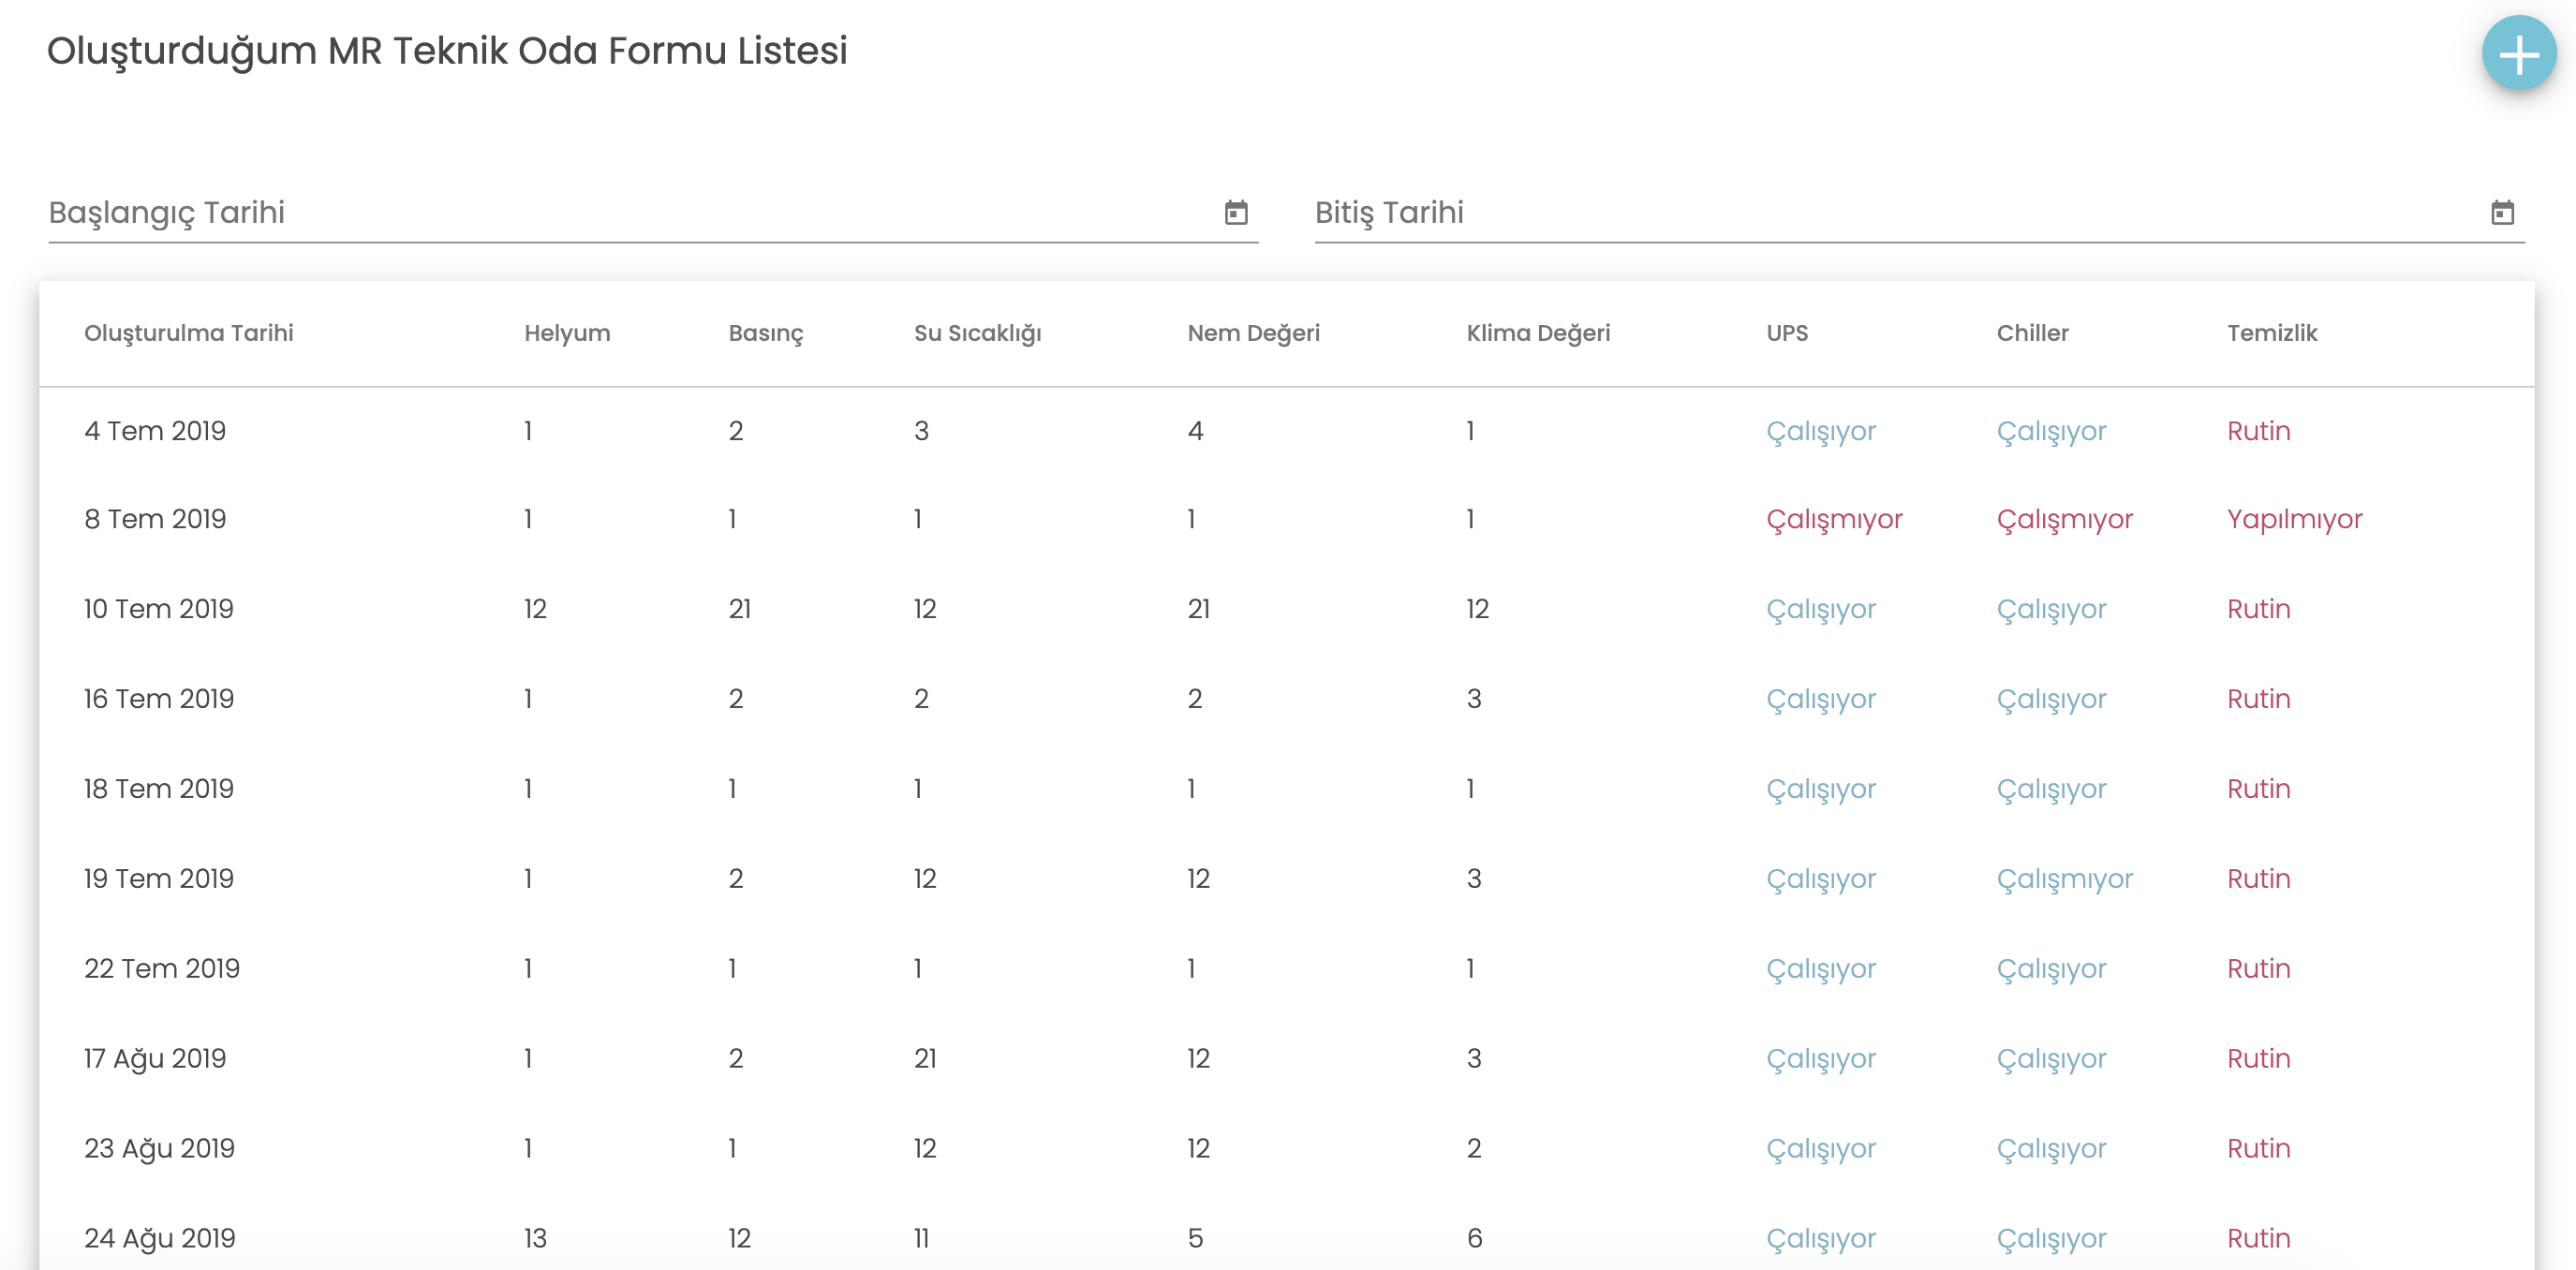 Oluşturduğum MR Teknik Oda Formu Listesi
Başlangıç Tarihi Bitiş Tarihi
Oluşturulma Tarihi Helyum Basınç Su Sıcaklığı Nem Değeri Klima Değeri UPS Chiller Temizlik
4 Tem 2019 1 2 3 4 1 Çalışıyor Çalışıyor Rutin
8 Tem 2019 1 1 1 1 1 Çalışmıyor Çalışmıyor Yapılmıyor
10 Tem 2019 12 21 12 21 12 Çalışıyor Çalışıyor Rutin
16 Tem 2019 1 2 2 2 3 Çalışıyor Çalışıyor Rutin
18 Tem 2019 1 1 1 1 1 Çalışıyor Çalışıyor Rutin
19 Tem 2019 1 2 12 12 3 Çalışıyor Çalışmıyor Rutin
22 Tem 2019 1 1 1 1 1 Çalışıyor Çalışıyor Rutin
17 Ağu 2019 1 2 21 12 3 Çalışıyor Çalışıyor Rutin
23 Ağu 2019 1 1 12 12 2 Çalışıyor Çalışıyor Rutin
24 Ağu 2019 13 12 11 5 6 Çalışıyor Çalışıyor Rutin